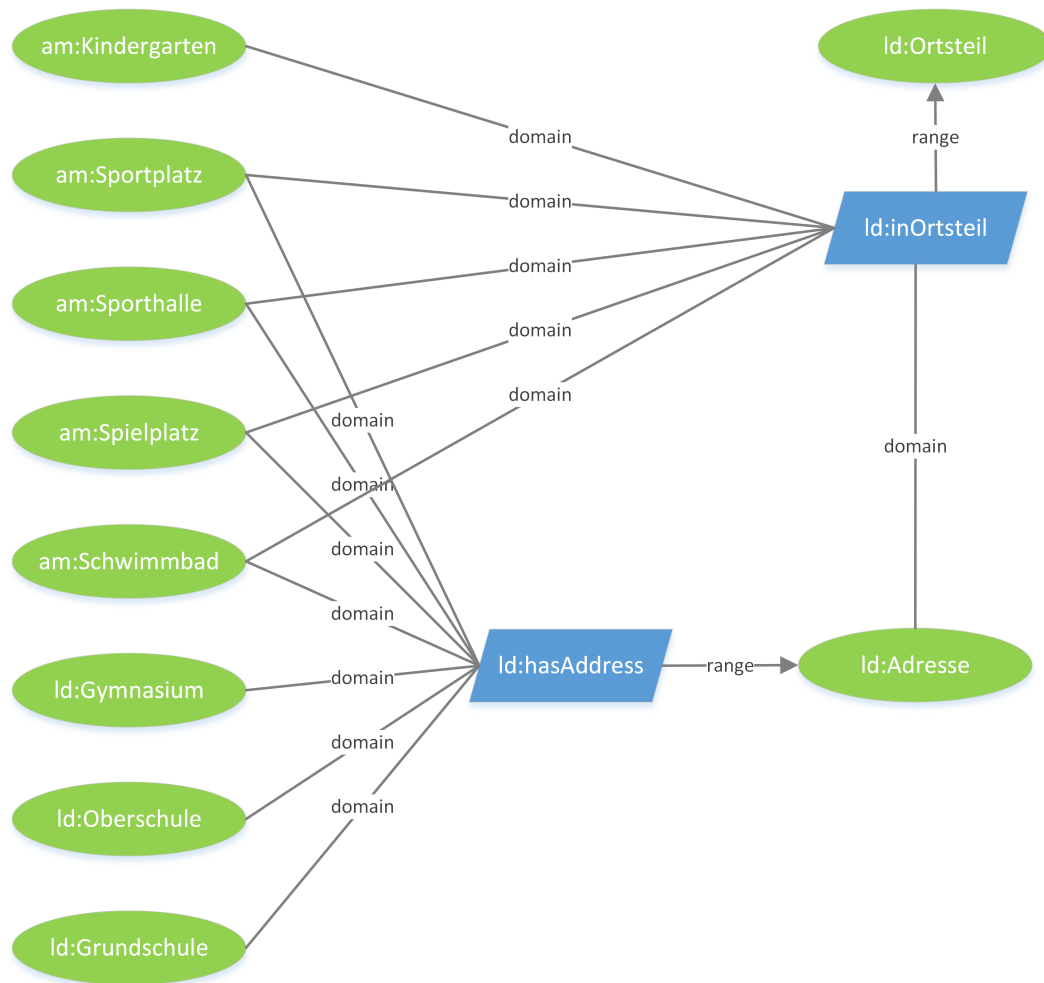 am:Kindergarten
ld:Ortsteil
domain
range
am:Sportplatz
domain
ld:inOrtsteil
domain
am:Sporthalle
domain
domain
am:Spielplatz
domain
domain
domain
domain
am:Schwimmbad
domain
ld:Gymnasium
domain
ld:hasAddress
range
ld:Adresse
domain
ld:Oberschule
domain
ld:Grundschule